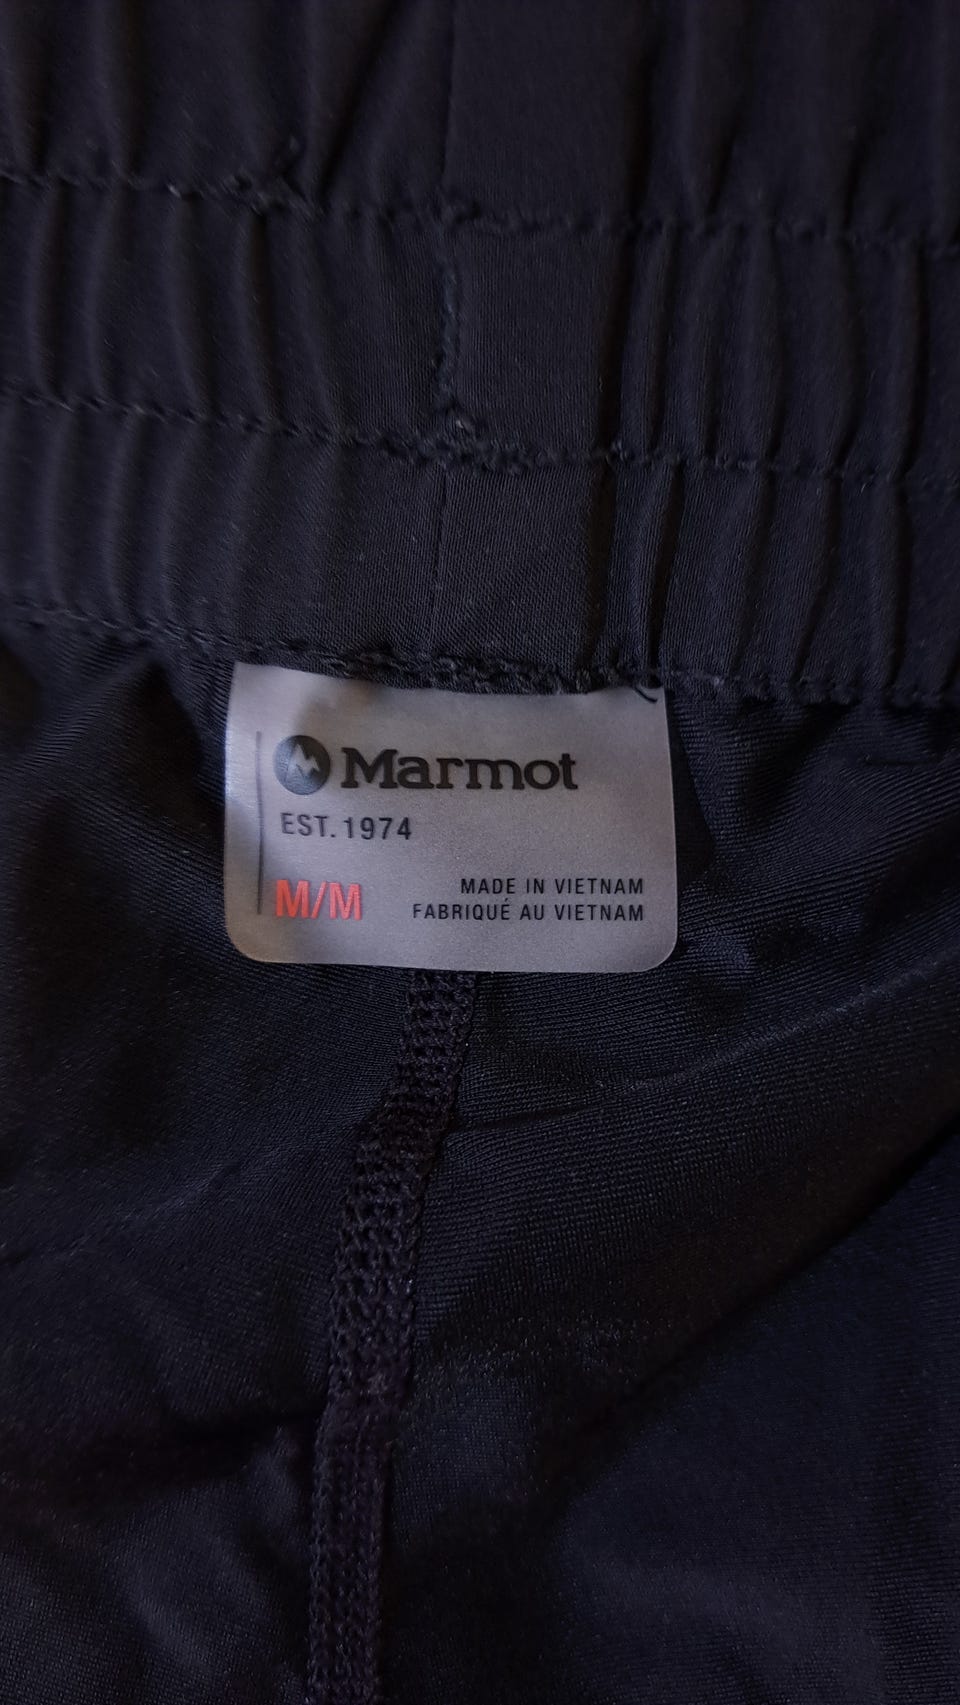 Marmot
EST. 1974
M/M
MADE IN VIETNAM
FABRIQUÉ AU VIETNAM